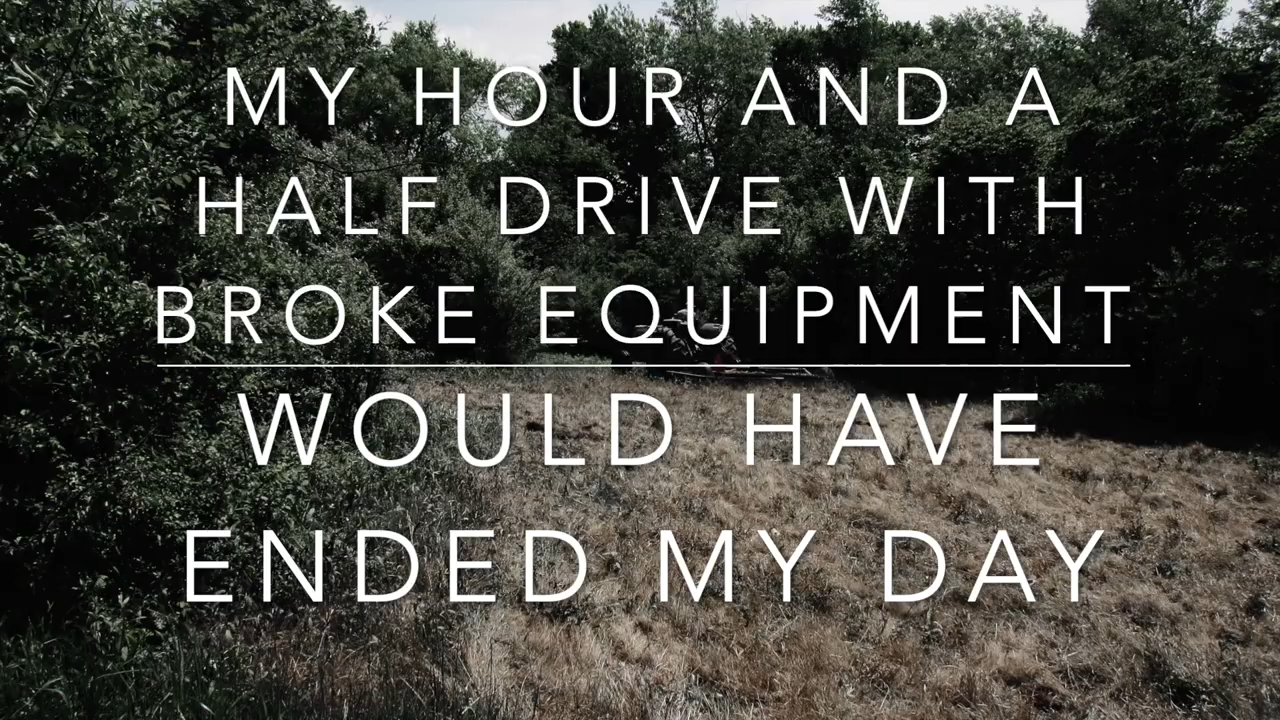 MY HOUR AND A
HALF DRIVE WITH
BROKE EQUIPMENT
WOULD HAVE
ENDED MY DAY